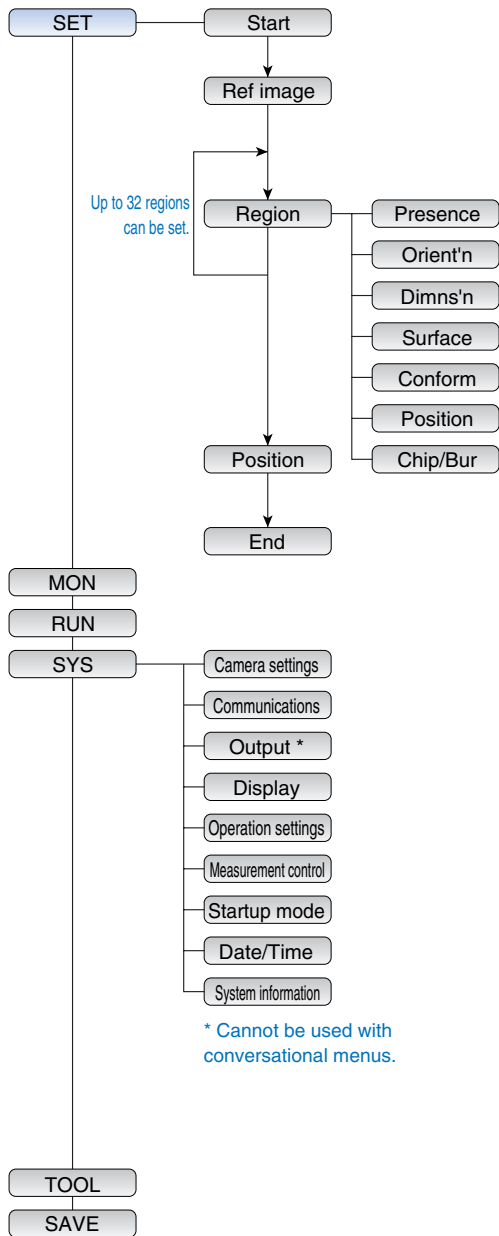 SET
Start
Ref image
Up to 32 regions
can be set.
Region
Presence
Orient'n
Dimns'n
Surface
Conform
Position
Chip/Bur
Position
End
MON
RUN
SYS
Camera settings
Communications
Output *
Display
Operation settings
Measurement control
Startup mode
Date/Time
System information
* Cannot be used with
conversational menus.
TOOL
SAVE